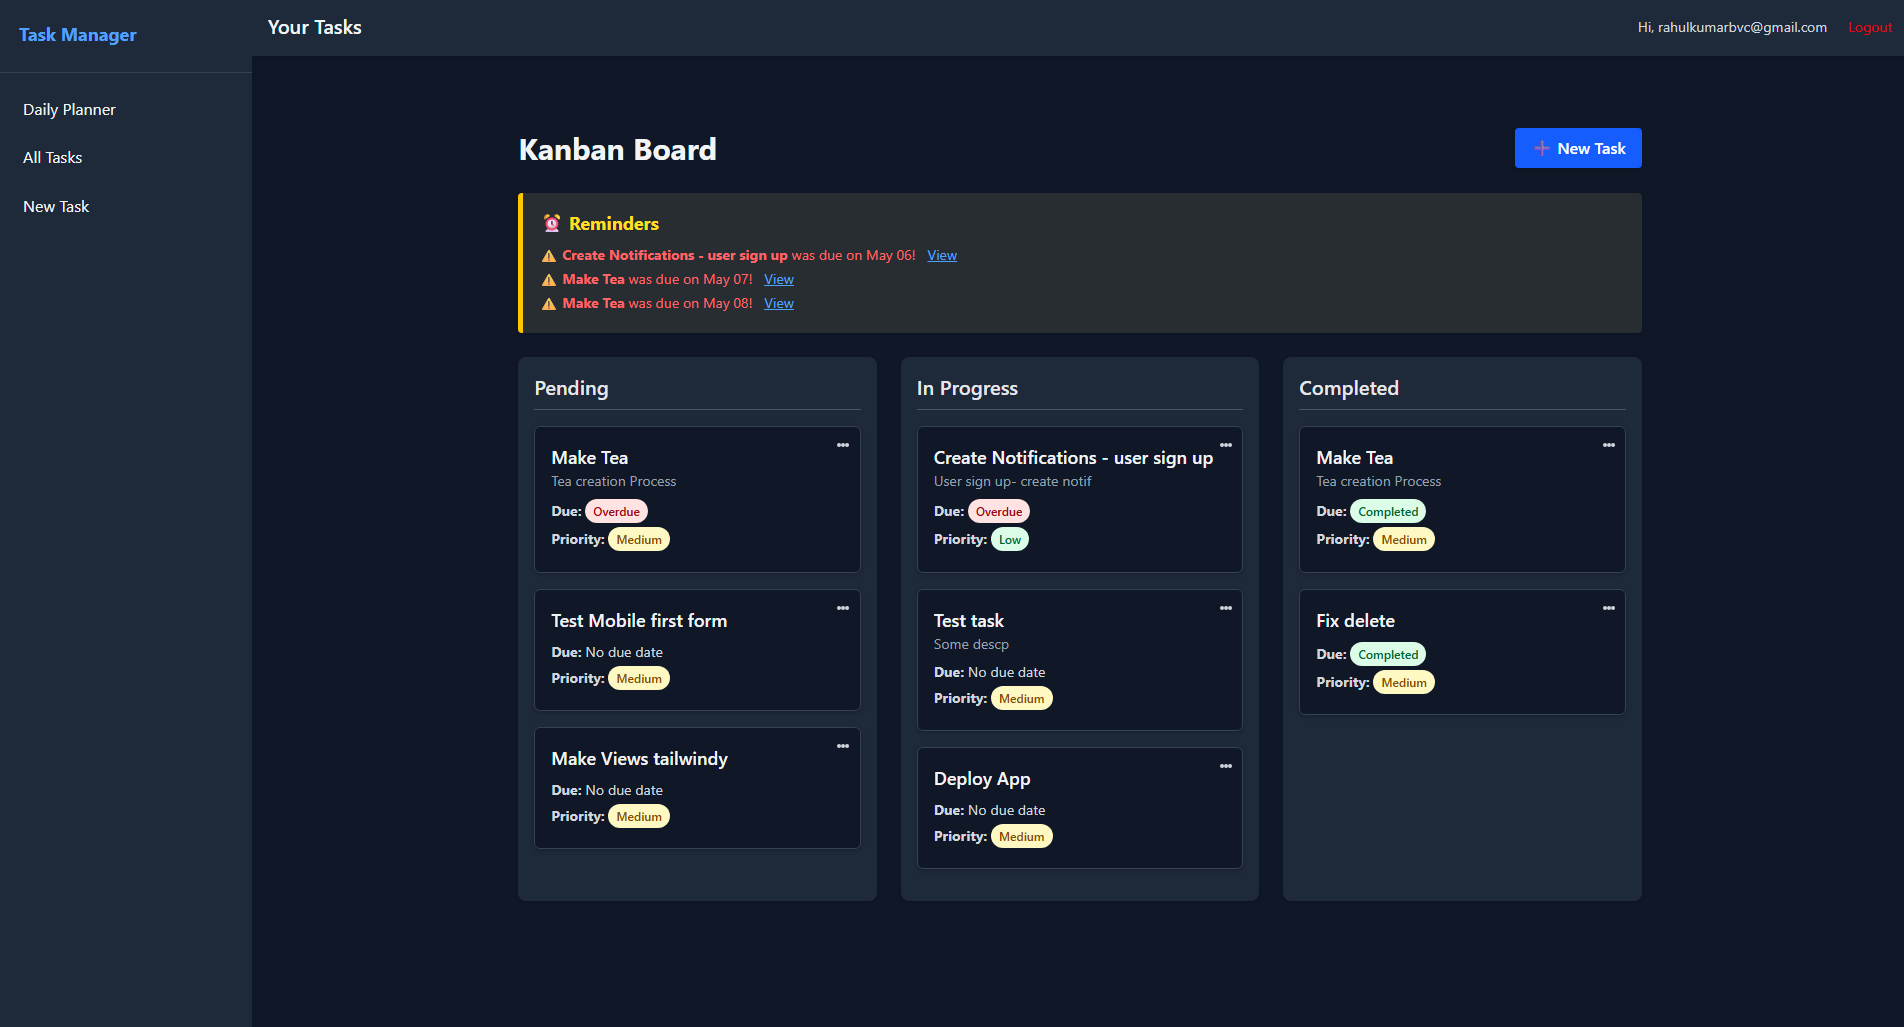 Task Manager
Daily Planner
All Tasks
New Task
Your Tasks
Hi, rahulkumarbvc@gmail.com
Logout
Kanban Board
➕ New Task
⏰ Reminders
⚠️ Create Notifications - user sign up was due on May 06! View
⚠️ Make Tea was due on May 07! View
⚠️ Make Tea was due on May 08! View
Pending
•••
Make Tea
Tea creation Process
Due: Overdue
Priority: Medium
•••
Test Mobile first form
Due: No due date
Priority: Medium
•••
Make Views tailwindy
Due: No due date
Priority: Medium
In Progress
•••
Create Notifications - user sign up
User sign up- create notif
Due: Overdue
Priority: Low
•••
Test task
Some descp
Due: No due date
Priority: Medium
•••
Deploy App
Due: No due date
Priority: Medium
Completed
•••
Make Tea
Tea creation Process
Due: Completed
Priority: Medium
•••
Fix delete
Due: Completed
Priority: Medium